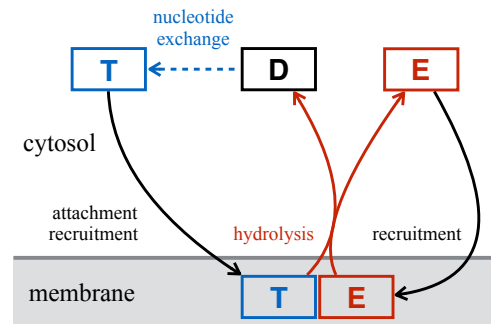 nucleotide
exchange
T
D
E
cytosol
attachment
recruitment
hydrolysis
recruitment
membrane
T
E